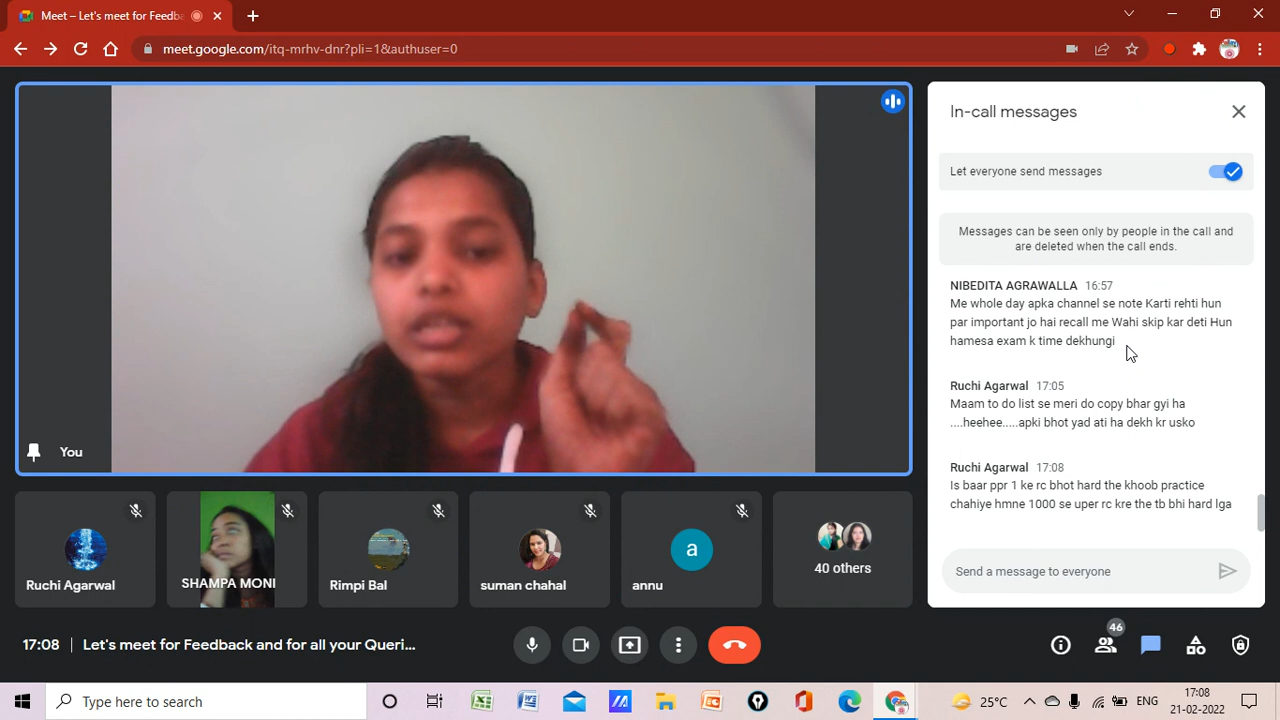 Meet – Let's meet for Feedba
meet.google.com/itq-mrhv-dnr?pli=1&authuser=0
You
Ruchi Agarwal
SHAMPA MONI
Rimpi Bal
suman chahal
a
annu
40 others
In-call messages
Let everyone send messages
Messages can be seen only by people in the call and
are deleted when the call ends.
NIBEDITA AGRAWALLA 16:57
Me whole day apka channel se note Karti rehti hun
par important jo hai recall me Wahi skip kar deti Hun
hamesa exam k time dekhungi
Ruchi Agarwal 17:05
Maam to do list se meri do copy bhar gyi ha
....heehee.....apki bhot yad ati ha dekh kr usko
Ruchi Agarwal 17:08
Is baar ppr 1 ke rc bhot hard the khoob practice
chahiye hmne 1000 se uper rc kre the tb bhi hard lga
Send a message to everyone
17:08 | Let's meet for Feedback and for all your Queri...
46
Type here to search
25°C
17:08
21-02-2022